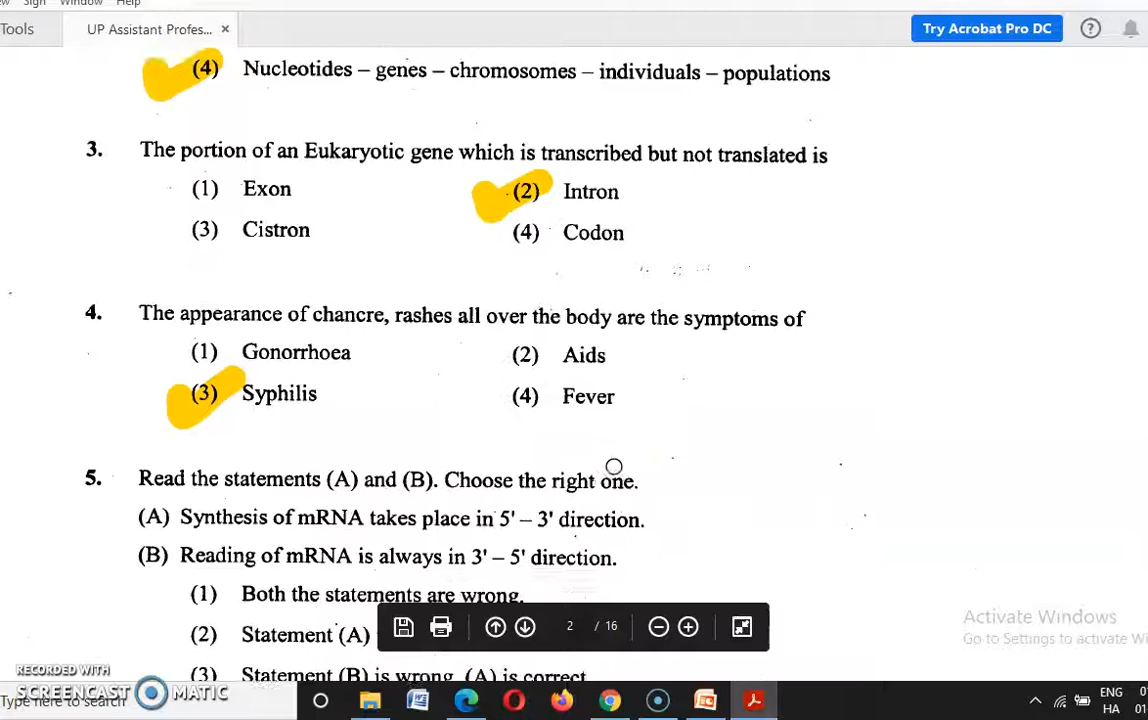 Sign Window Help
Tools
UP Assistant Profes... ×
Try Acrobat Pro DC
(4) Nucleotides – genes – chromosomes – individuals – populations
3. The portion of an Eukaryotic gene which is transcribed but not translated is
(1) Exon (2) Intron
(3) Cistron (4) Codon
4. The appearance of chancre, rashes all over the body are the symptoms of
(1) Gonorrhoea (2) Aids
(3) Syphilis (4) Fever
5. Read the statements (A) and (B). Choose the right one.
(A) Synthesis of mRNA takes place in 5' – 3' direction.
(B) Reading of mRNA is always in 3' – 5' direction.
(1) Both the statements are wrong.
(2) Statement (A)
(3) Statement (B) is wrong, (A) is correct
2 / 16
Activate Windows
Go to Settings to activate Wi
RECORDED WITH
SCREENCAST MATIC
Type here to search
ENG
HA